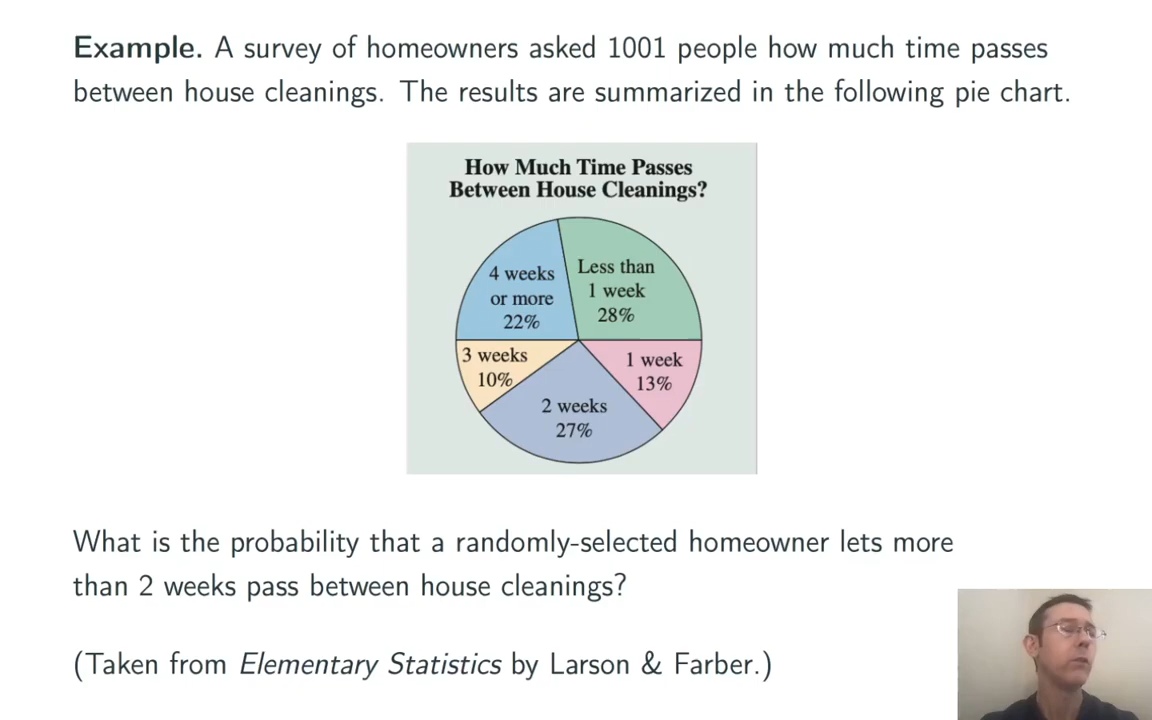 Example. A survey of homeowners asked 1001 people how much time passes
between house cleanings. The results are summarized in the following pie chart.
How Much Time Passes
Between House Cleanings?
4 weeks
or more
22%
Less than
1 week
28%
3 weeks
10%
1 week
13%
2 weeks
27%
What is the probability that a randomly-selected homeowner lets more
than 2 weeks pass between house cleanings?
(Taken from Elementary Statistics by Larson & Farber.)